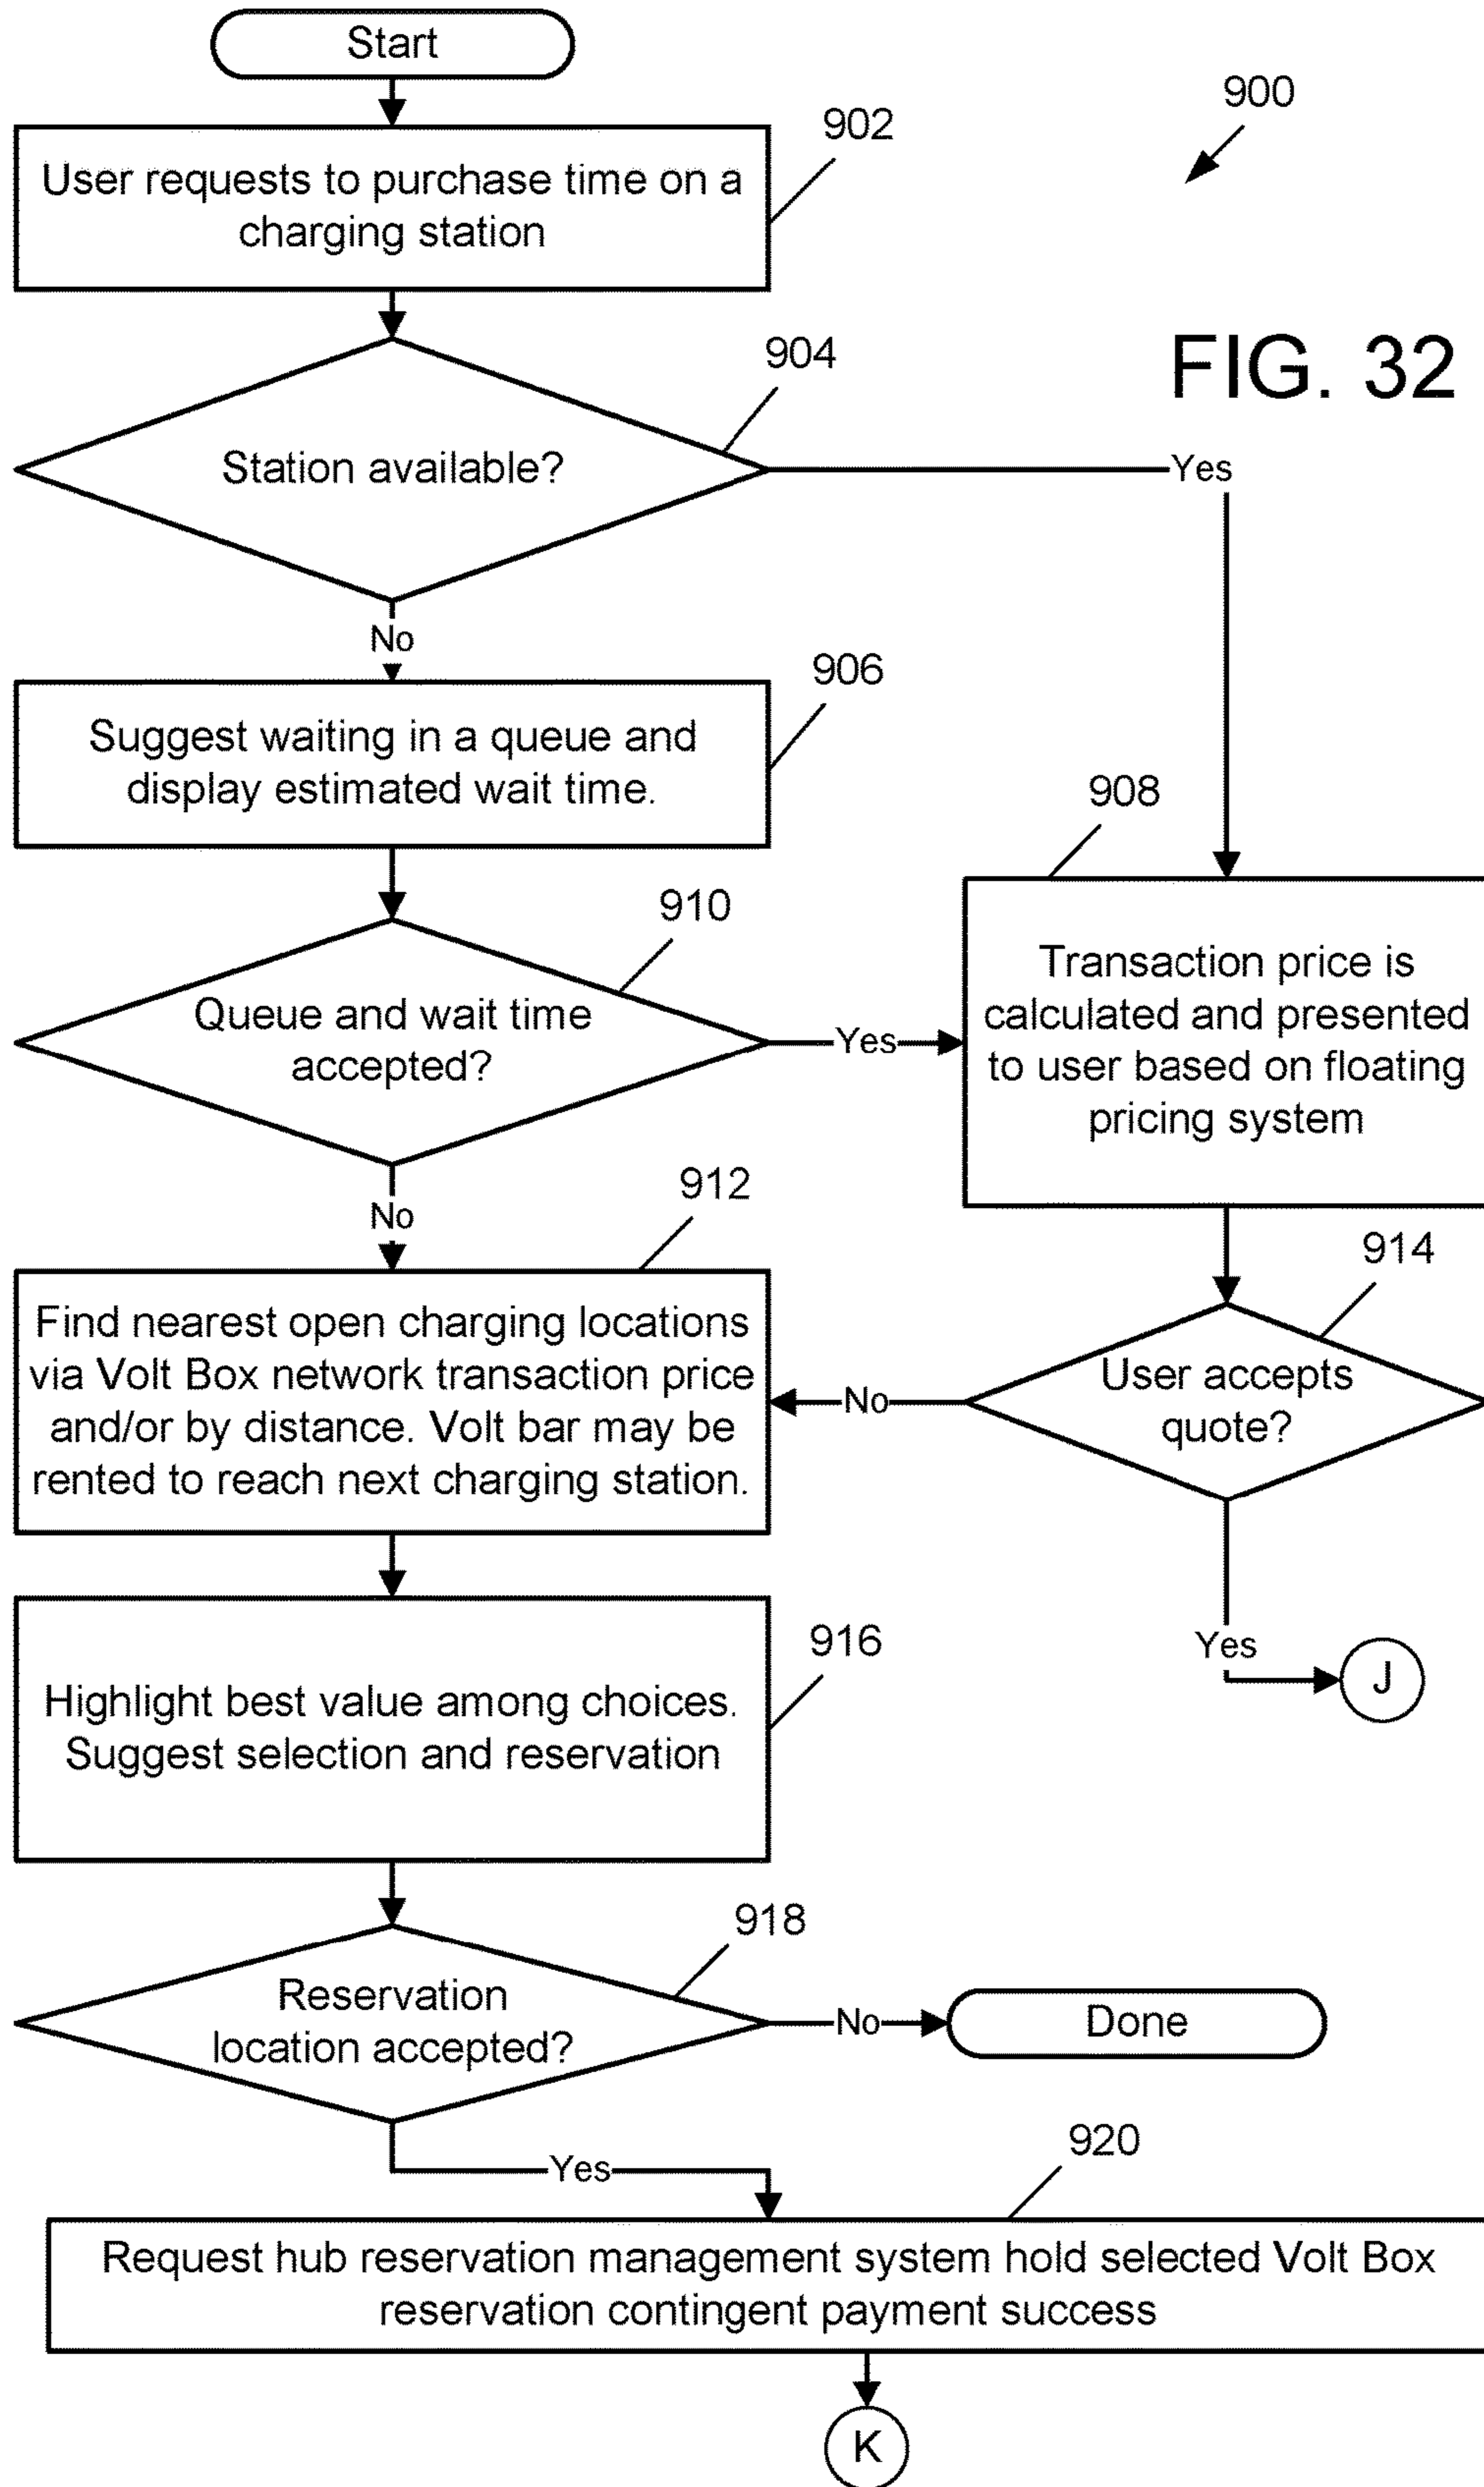 Start
900
902
User requests to purchase time on a
charging station
FIG. 32
904
Station available?
Yes
No
906
Suggest waiting in a queue and
display estimated wait time.
908
910
Queue and wait time
accepted?
Yes
Transaction price is
calculated and presented
to user based on floating
pricing system
No
912
914
Find nearest open charging locations
via Volt Box network transaction price
and/or by distance. Volt bar may be
rented to reach next charging station.
No
User accepts
quote?
Yes
J
916
Highlight best value among choices.
Suggest selection and reservation
918
Reservation
location accepted?
No
Done
Yes
920
Request hub reservation management system hold selected Volt Box
reservation contingent payment success
K